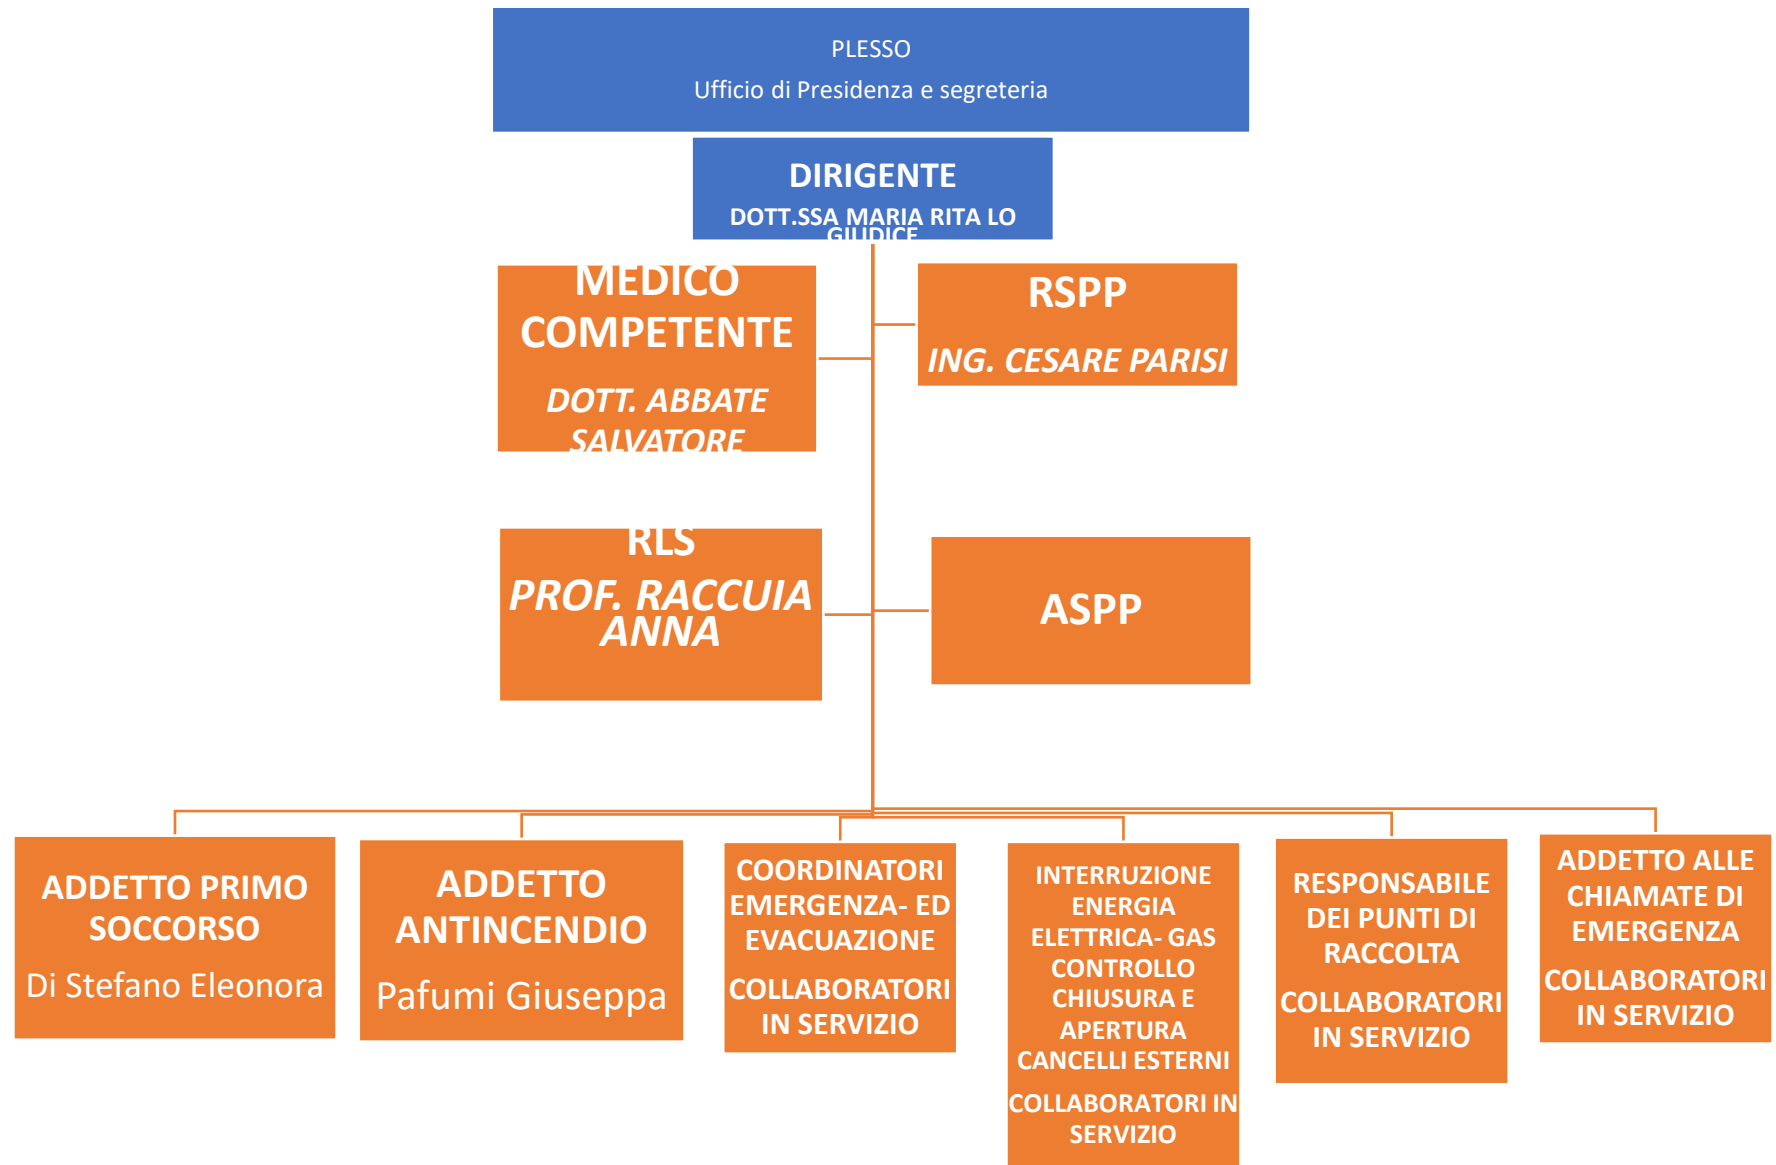 PLESSO
Ufficio di Presidenza e segreteria
DIRIGENTE
DOTT.SSA MARIA RITA LO
GIUDICE
MEDICO
COMPETENTE
DOTT. ABBATE
SALVATORE
RSPP
ING. CESARE PARISI
RLS
PROF. RACCUIA
ANNA
ASPP
ADDETTO PRIMO
SOCCORSO
Di Stefano Eleonora
ADDETTO
ANTINCENDIO
Pafumi Giuseppa
COORDINATORI
EMERGENZA- ED
EVACUAZIONE
COLLABORATORI
IN SERVIZIO
INTERRUZIONE
ENERGIA
ELETTRICA- GAS
CONTROLLO
CHIUSURA E
APERTURA
CANCELLI ESTERNI
COLLABORATORI IN
SERVIZIO
RESPONSABILE
DEI PUNTI DI
RACCOLTA
COLLABORATORI
IN SERVIZIO
ADDETTO ALLE
CHIAMATE DI
EMERGENZA
COLLABORATORI
IN SERVIZIO